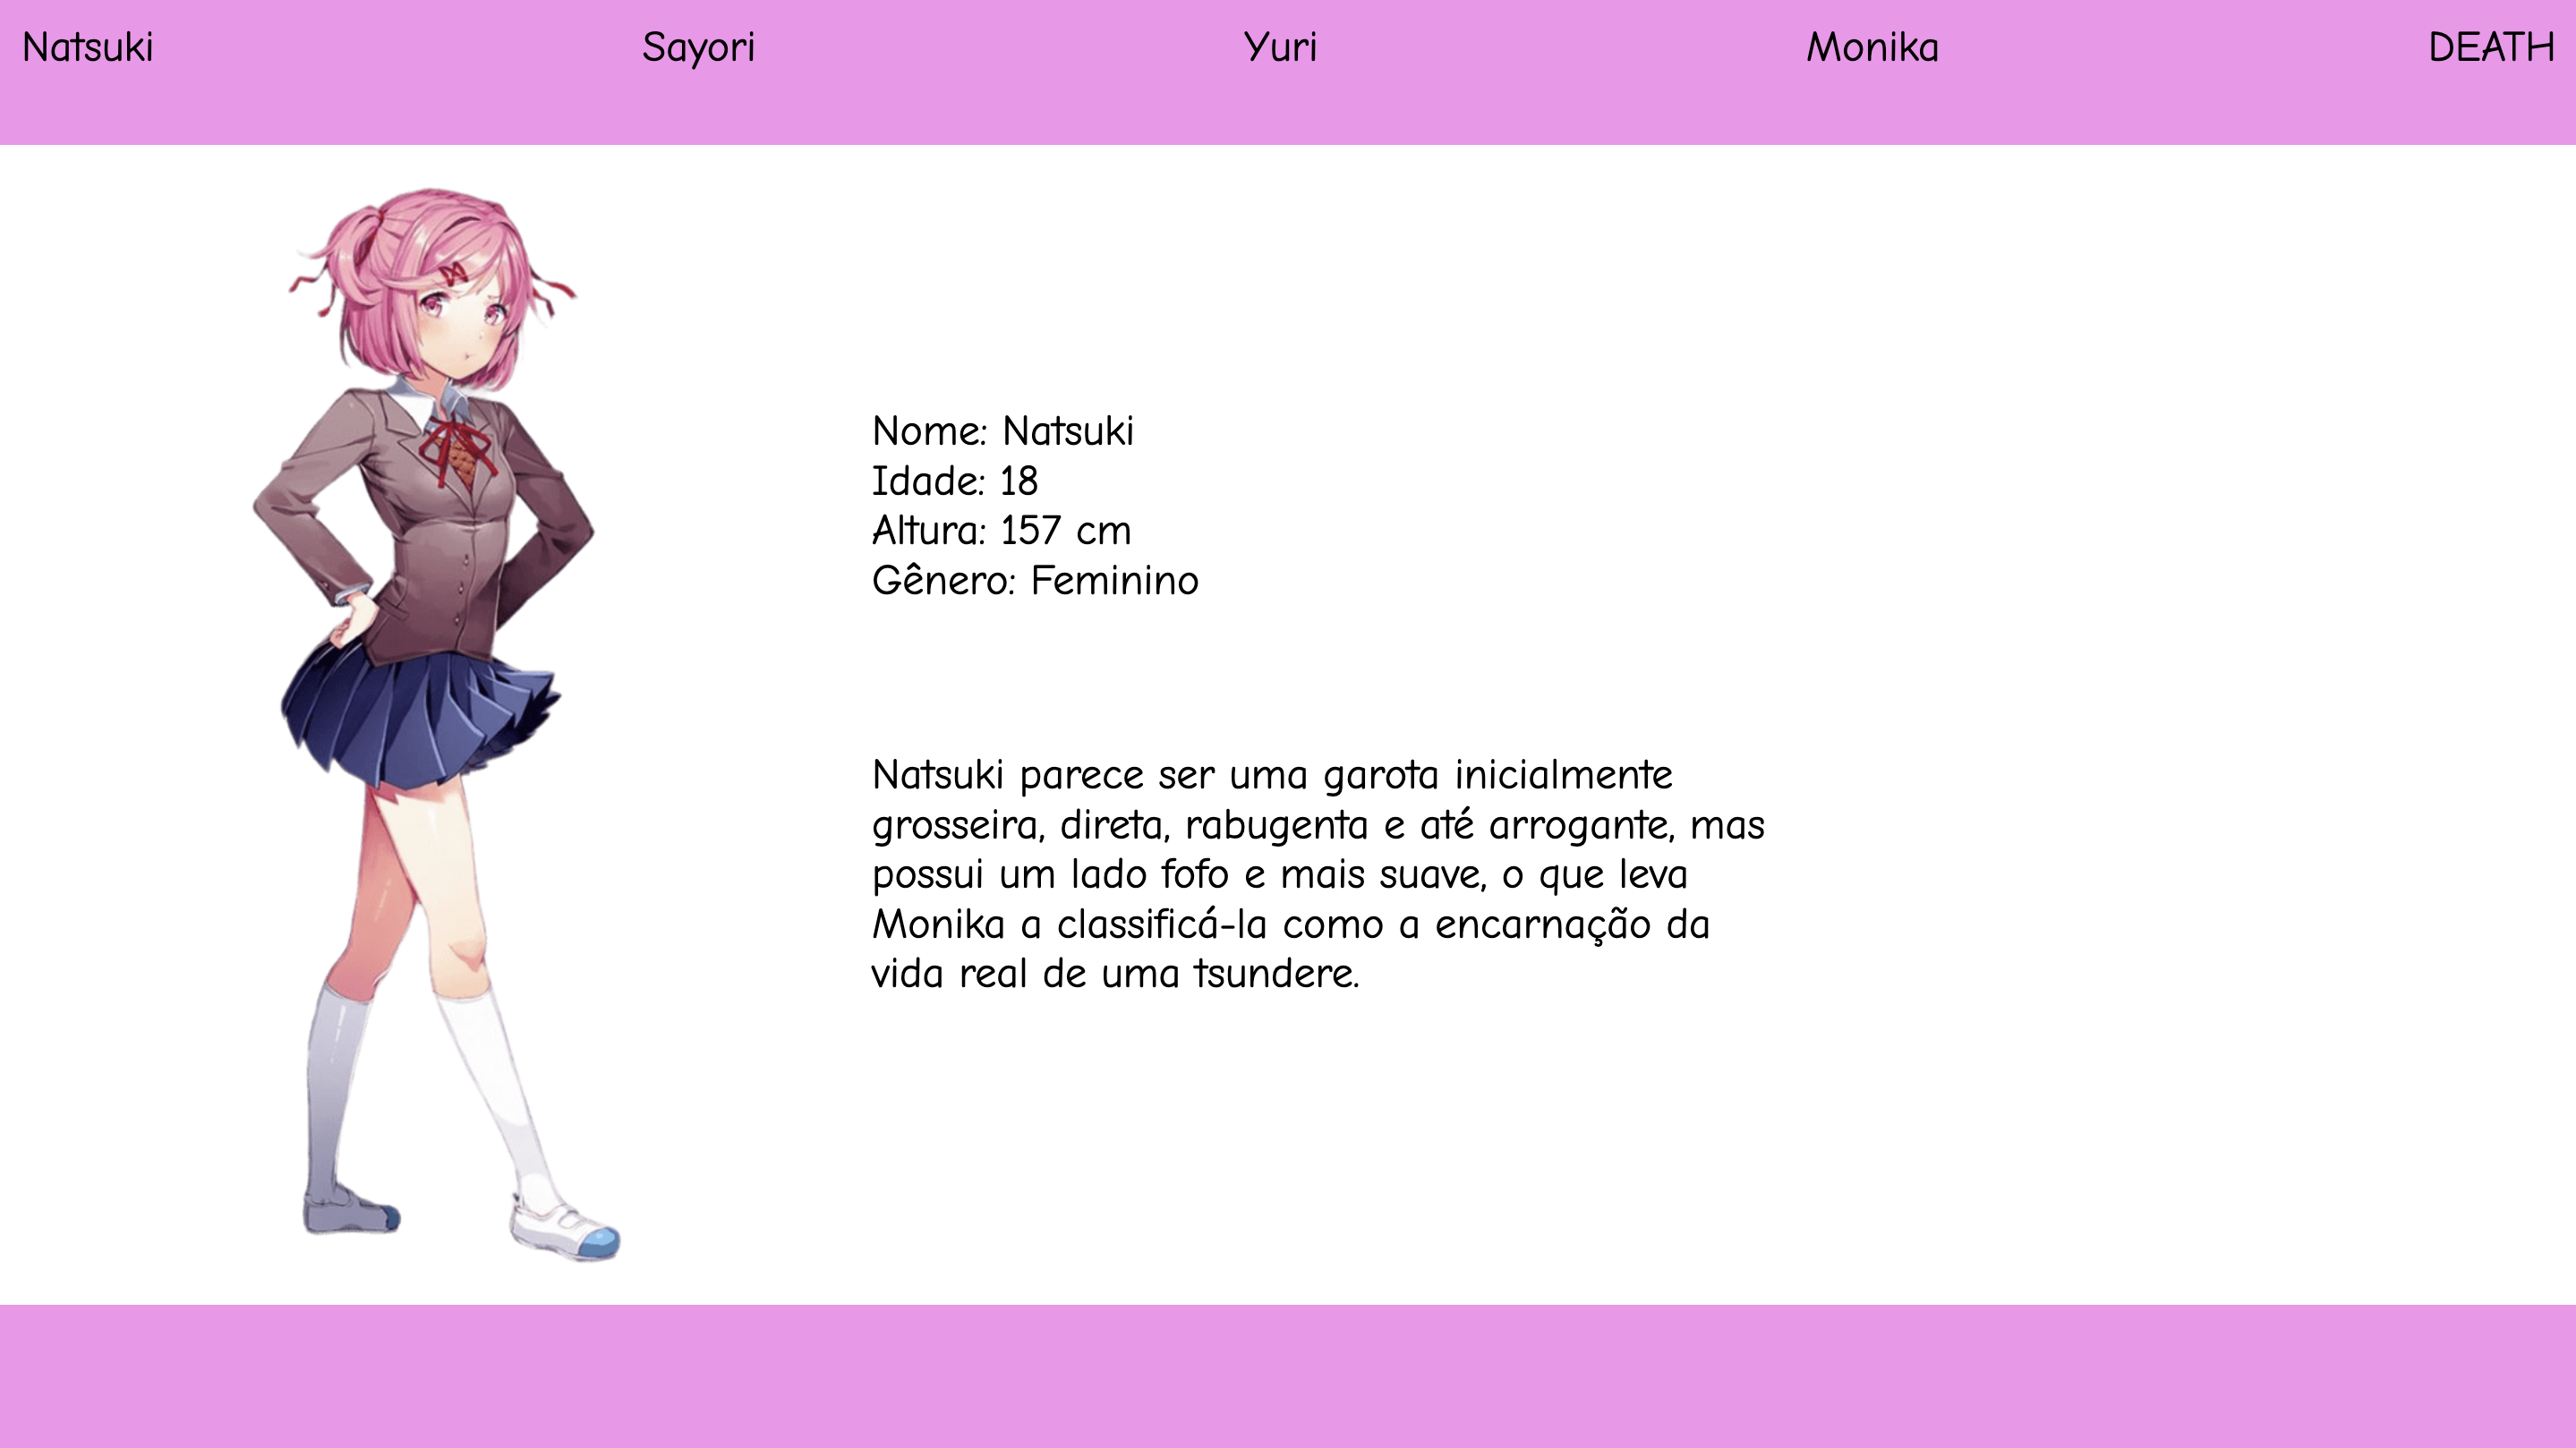 Natsuki Sayori Yuri Monika DEATH
Nome: Natsuki
Idade: 18
Altura: 157 cm
Gênero: Feminino
Natsuki parece ser uma garota inicialmente
grosseira, direta, rabugenta e até arrogante, mas
possui um lado fofo e mais suave, o que leva
Monika a classificá-la como a encarnação da
vida real de uma tsundere.